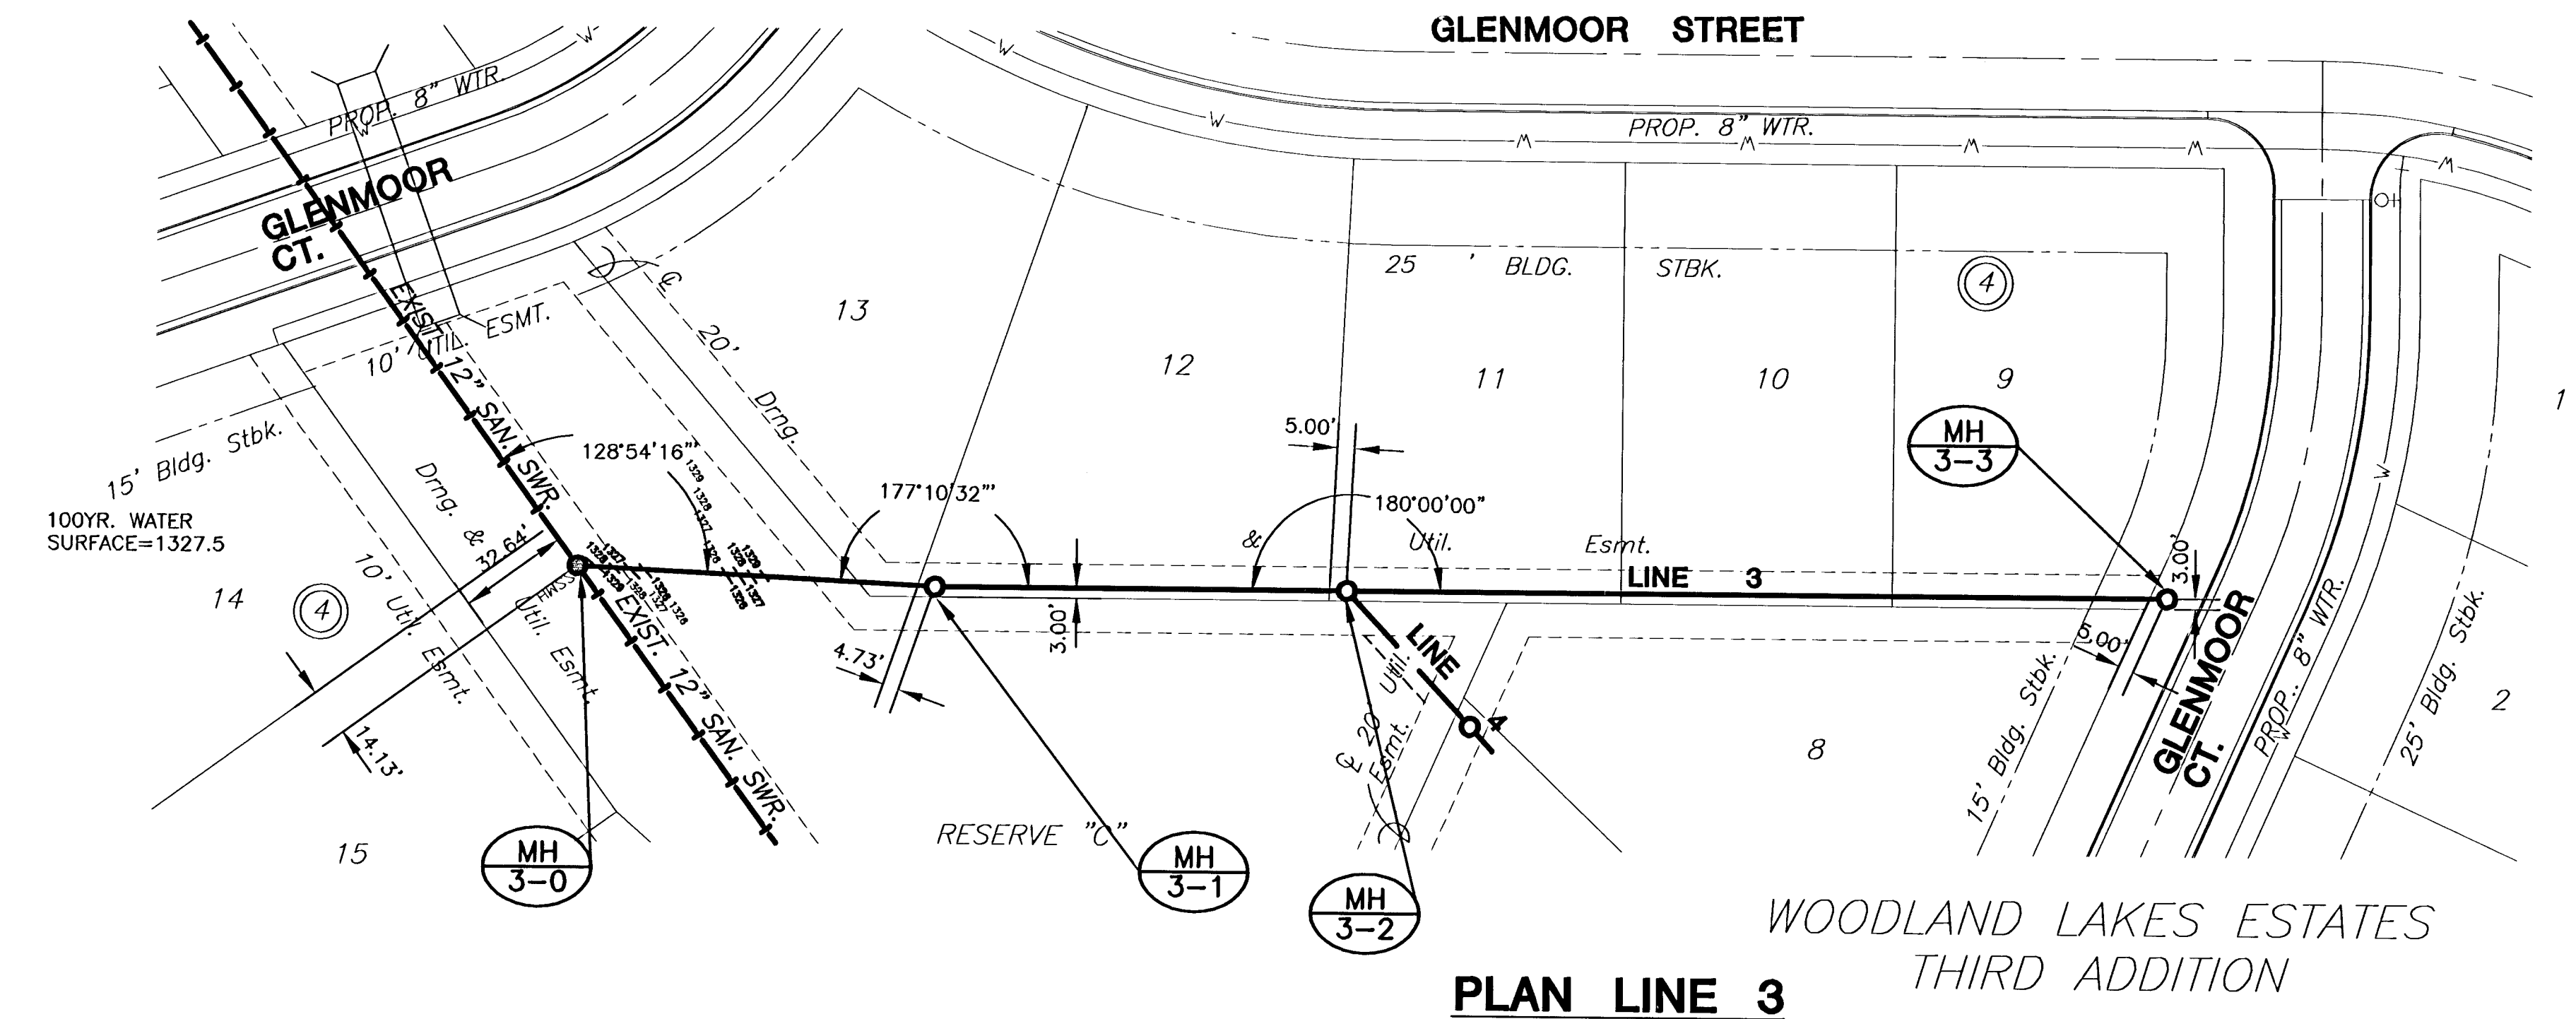 GLENMOOR STREET
PROP. 8" WTR.
W
W
W
PROP. 8" WTR.
W
GLENMOOR
CT.
EXIST. 12" SAN. SWR.
10' UTIL. ESMT.
℄ 20' Drng. & Util. Esmt.
13
12
11
10
9
25 ' BLDG. STBK.
4
15' Bldg. Stbk.
128°54'16"
177°10'32"
5.00'
180°00'00"
MH
3-3
1
100YR. WATER
SURFACE=1327.5
Drng. & Util. Esmt.
32.64'
SSMH
14
4
10' Util. Esmt.
LINE 3
3.00'
3.00'
4.73'
14.13'
EXIST. 12" SAN. SWR.
LINE 4
℄ 20' Util. Esmt.
5.00'
GLENMOOR
CT.
15' Bldg. Stbk.
PROP. 8" WTR.
W
25' Bldg. Stbk.
2
8
15
RESERVE "C"
MH
3-0
MH
3-1
MH
3-2
WOODLAND LAKES ESTATES
THIRD ADDITION
PLAN LINE 3